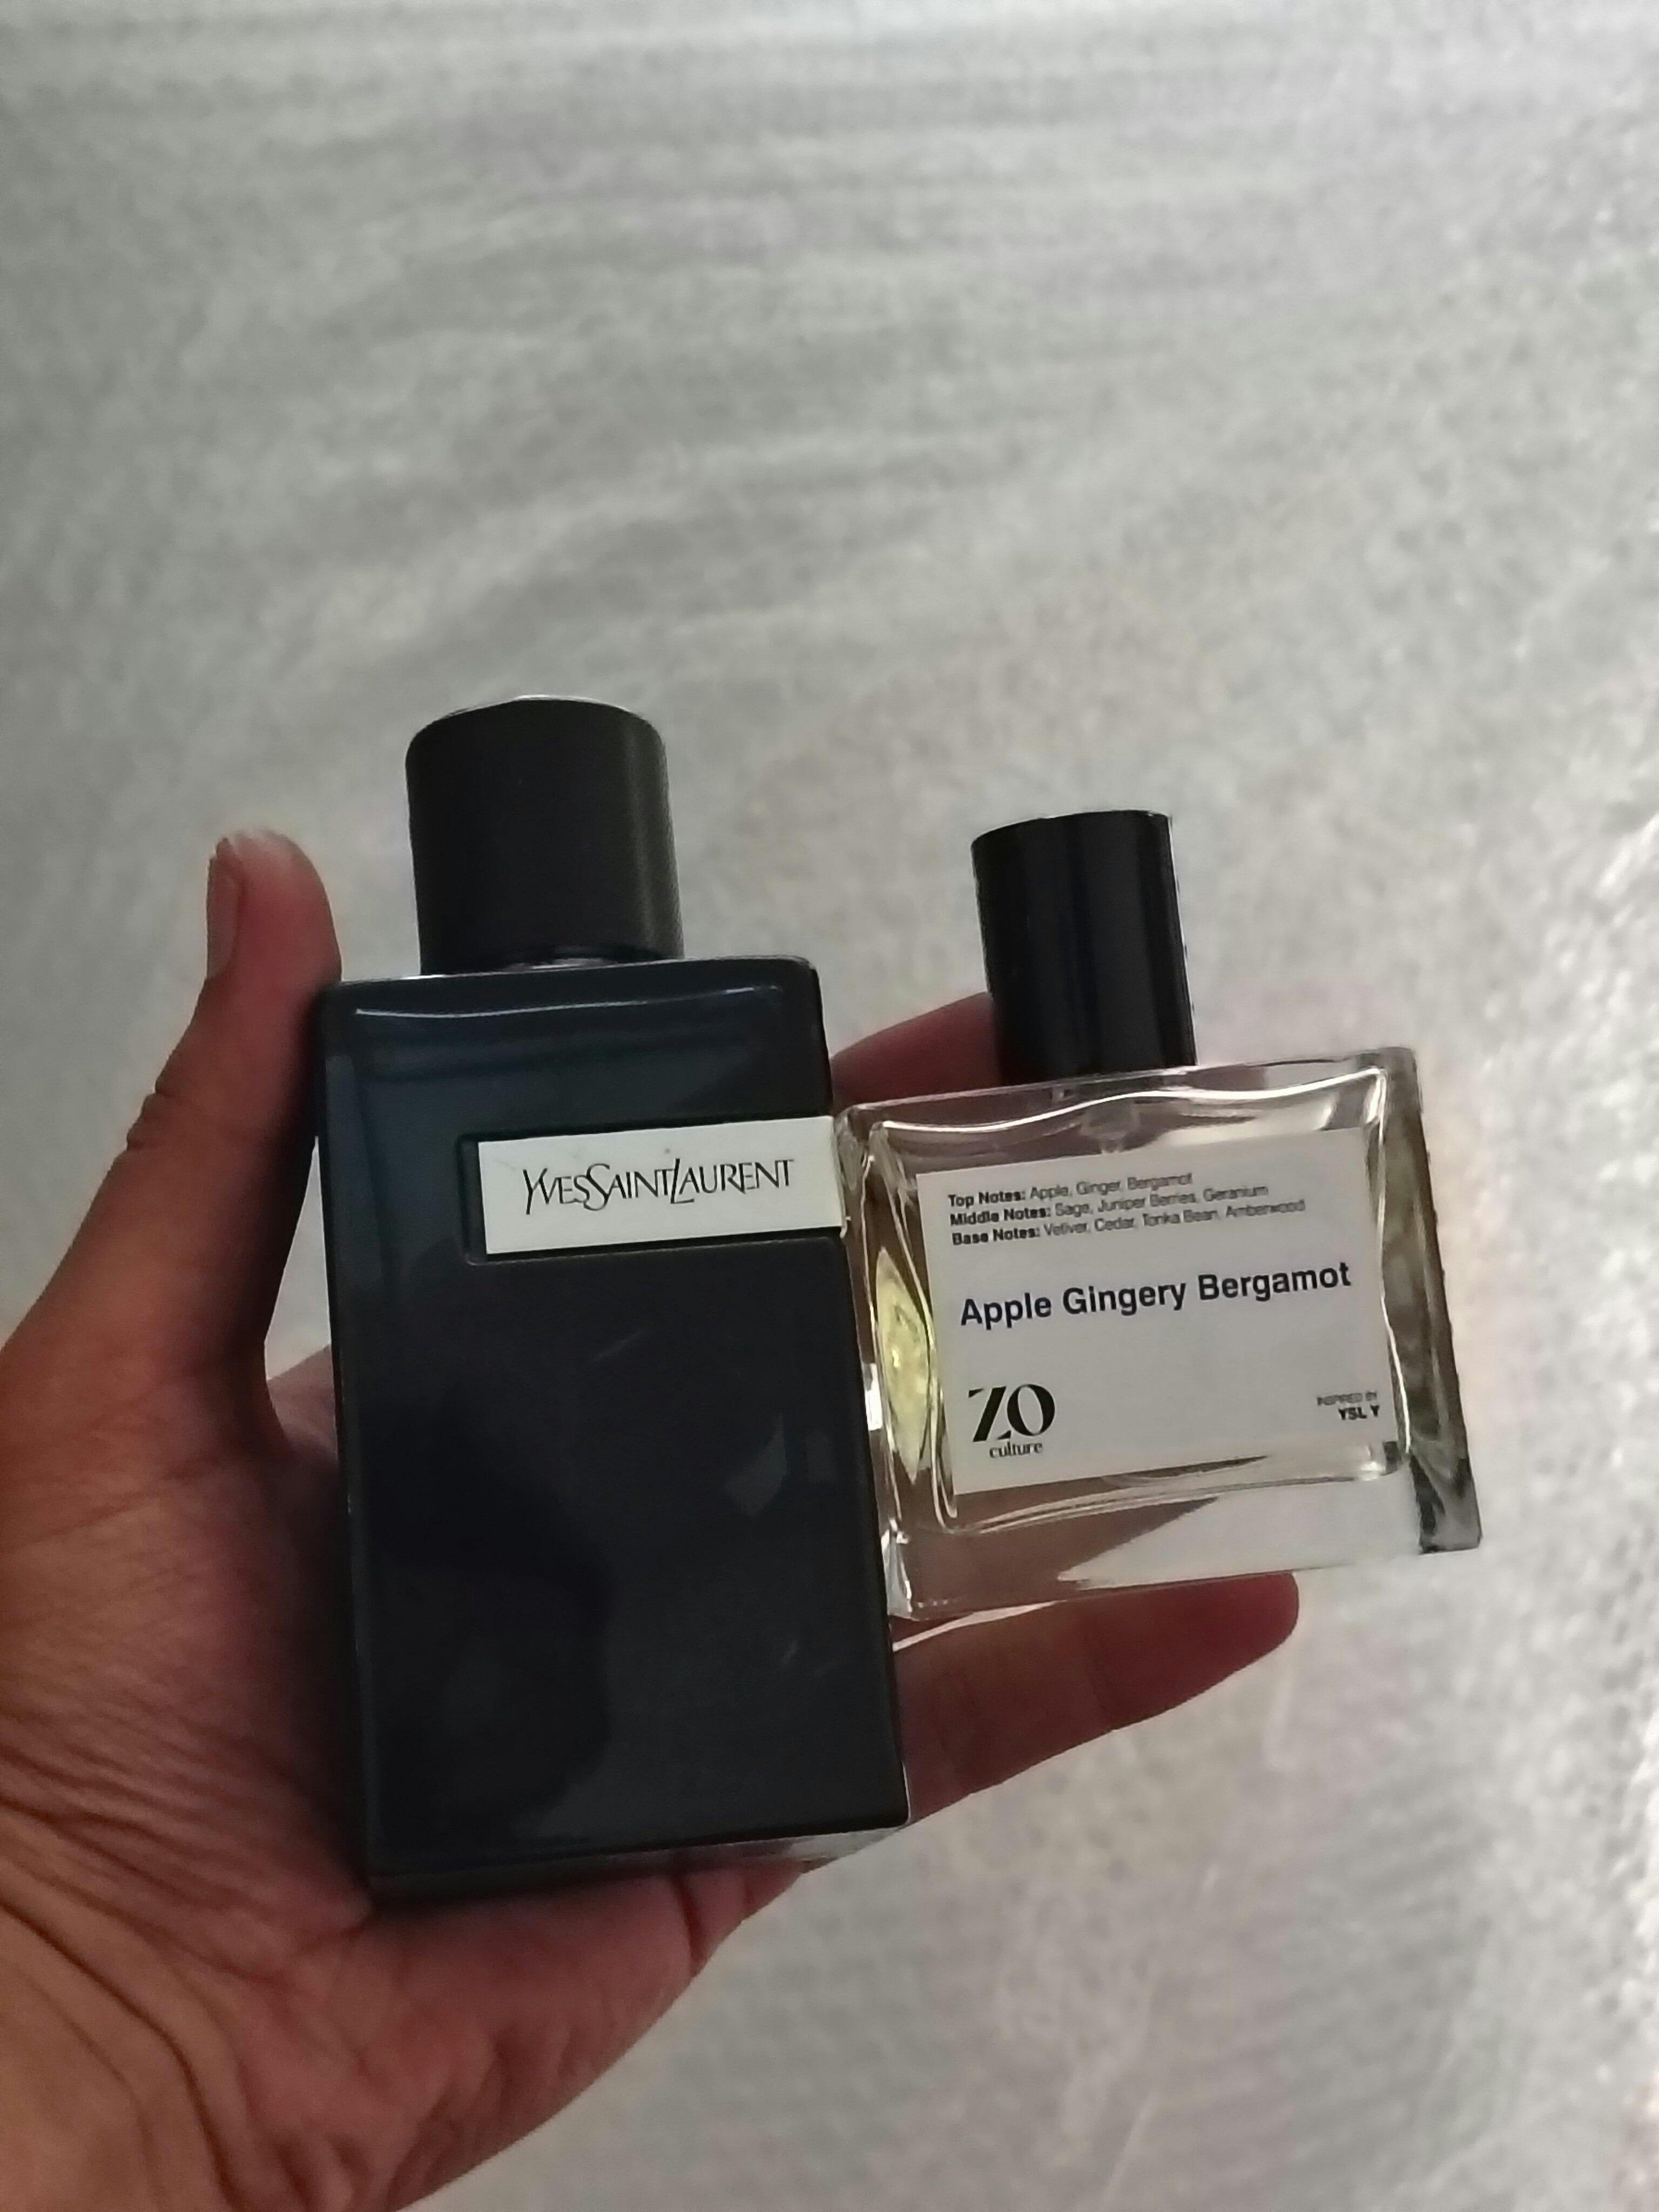 YVESSAINTLAURENT
Top Notes: Apple, Ginger, Bergamot
Middle Notes: Sage, Juniper Berries, Geranium
Base Notes: Vetiver, Cedar, Tonka Bean, Amberwood
Apple Gingery Bergamot
ZO
culture
INSPIRED BY
YSL Y